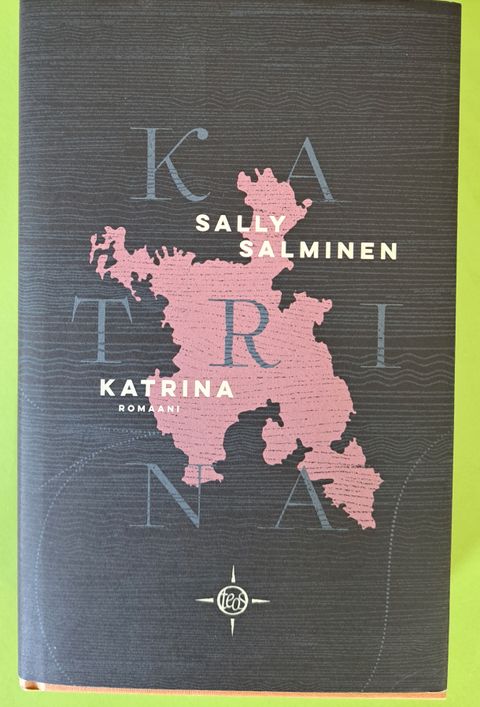 KA
SALLY
SALMINEN
TRI
KATRINA
ROMAANI
NA
teos